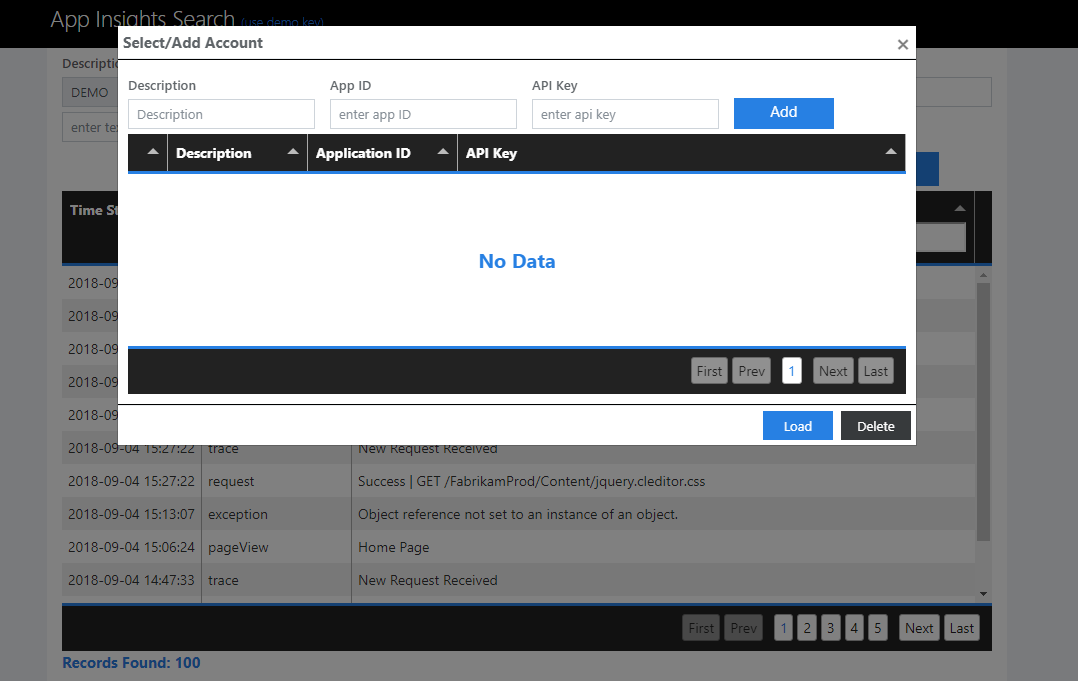 App Insights Search (use demo key)
Select/Add Account ×
Description App ID API Key
Description enter app ID enter api key Add
DEMO
Description Application ID API Key
No Data
First Prev 1 Next Last
Load Delete
2018-09
2018-09
2018-09
2018-09
2018-09
2018-09-04 15:27:22 trace New Request Received
2018-09-04 15:27:22 request Success | GET /FabrikamProd/Content/jquery.cleditor.css
2018-09-04 15:13:07 exception Object reference not set to an instance of an object.
2018-09-04 15:06:24 pageView Home Page
2018-09-04 14:47:33 trace New Request Received
First Prev 1 2 3 4 5 Next Last
Records Found: 100